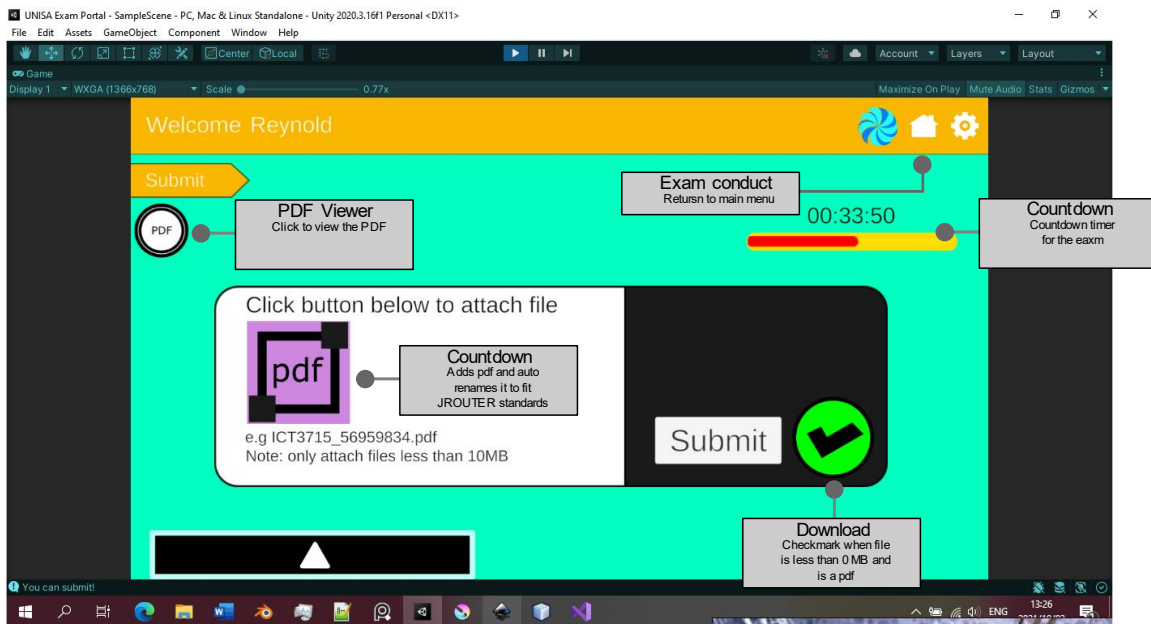 UNISA Exam Portal - SampleScene - PC, Mac & Linux Standalone - Unity 2020.3.16f1 Personal <DX11>
File Edit Assets GameObject Component Window Help
Center Local
Account Layers Layout
Game
Display 1 WXGA (1366x768) Scale 0.77x Maximize On Play Mute Audio Stats Gizmos
Welcome Reynold
Submit
Exam conduct
Retursn to main menu
PDF
PDF Viewer
Click to view the PDF
00:33:50
Countdown
Countdown timer
for the eaxm
Click button below to attach file
pdf
Countdown
Adds pdf and auto
renames it to fit
JROUTER standards
e.g ICT3715_56959834.pdf
Note: only attach files less than 10MB
Submit
Download
Checkmark when file
is less than 0 MB and
is a pdf
You can submit!
ENG
13:26